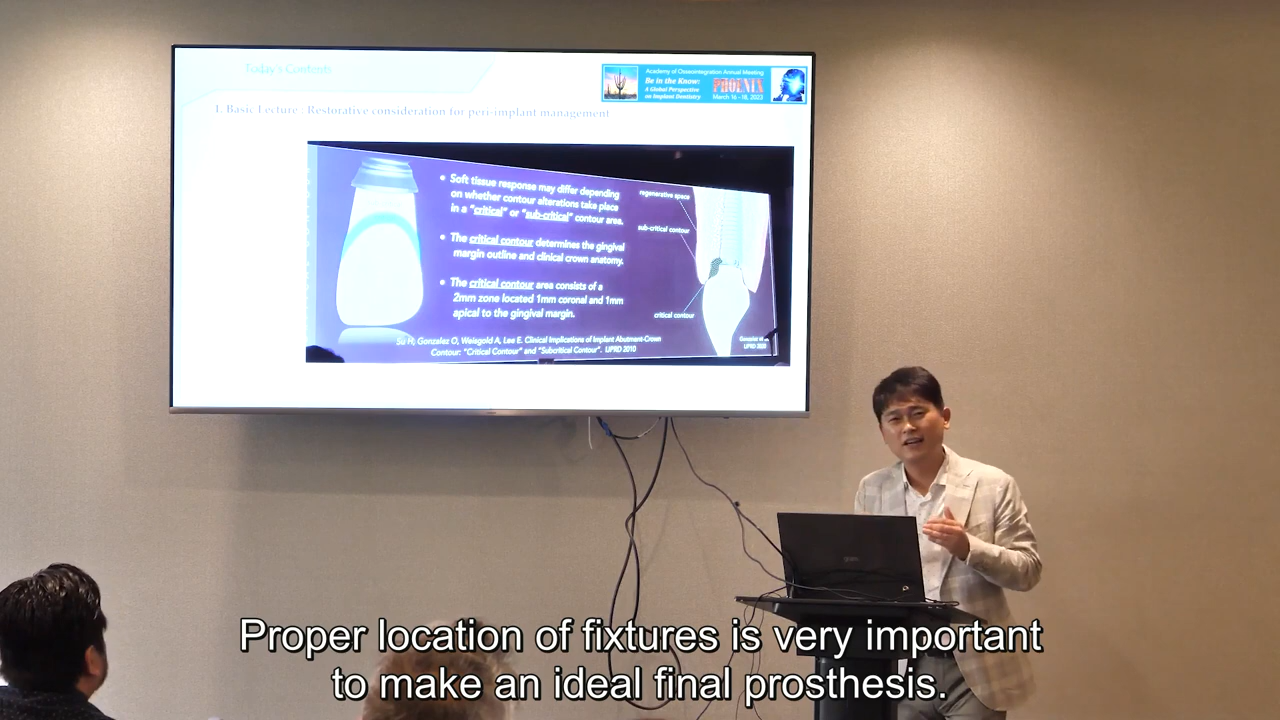 Today's Contents
Academy of Osseointegration Annual Meeting
Be in the Know:
A Global Perspective
on Implant Dentistry
PHOENIX
March 16 - 18, 2023
I. Basic Lecture : Restorative consideration for peri-implant management
• Soft tissue response may differ depending
on whether contour alterations take place
in a "critical" or "sub-critical" contour area.
• The critical contour determines the gingival
margin outline and clinical crown anatomy.
• The critical contour area consists of a
2mm zone located 1mm coronal and 1mm
apical to the gingival margin.
regenerative space
sub-critical contour
critical contour
Su H, Gonzalez O, Weisgold A, Lee E. Clinical Implications of Implant Abutment-Crown
Contour: "Critical Contour" and "Subcritical Contour". IJPRD 2010
Gonzalez et
IJPRD
Proper location of fixtures is very important
to make an ideal final prosthesis.